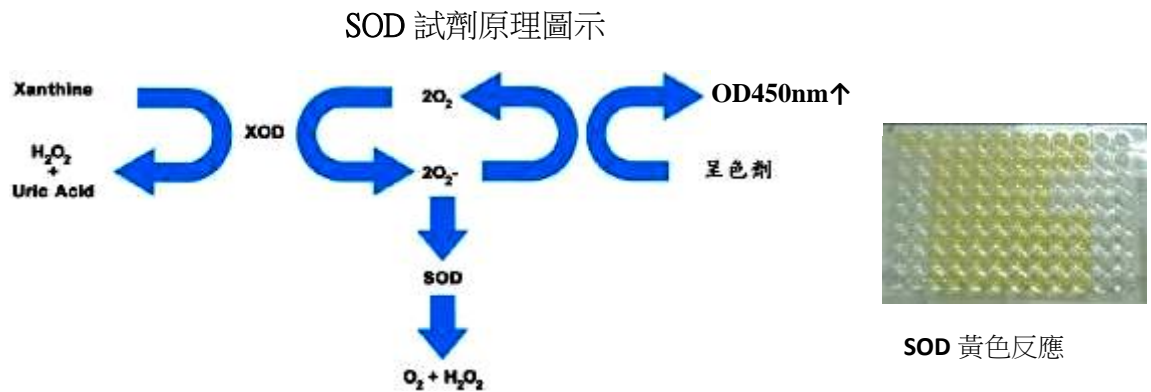 SOD 試劑原理圖示
Xanthine
H₂O₂
+
Uric Acid
XOD
2O₂
2O₂-
OD450nm↑
呈色劑
SOD
O₂ + H₂O₂
SOD 黃色反應